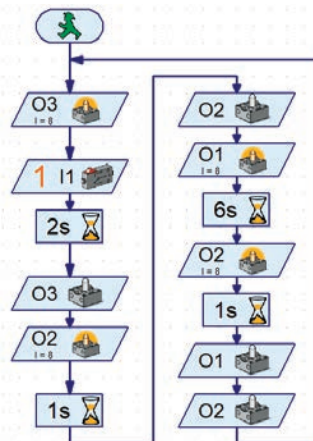 O3
I = 8
1 I1
2s
O3
O2
I = 8
1s
O2
O1
I = 8
6s
O2
I = 8
1s
O1
O2